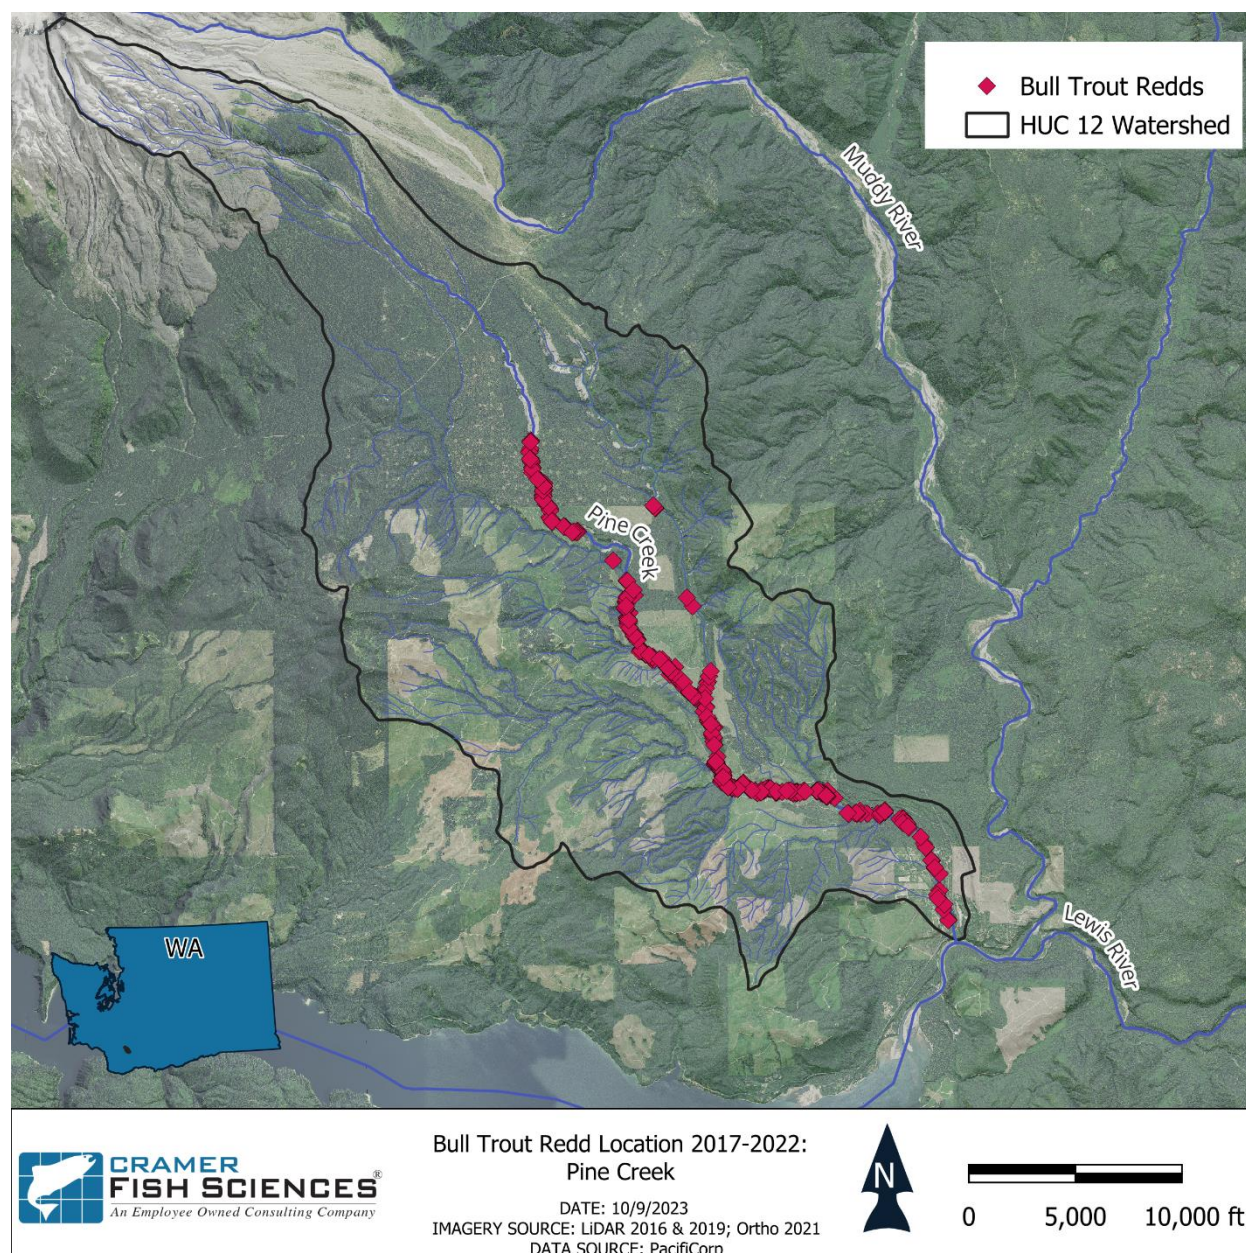 Bull Trout Redds
HUC 12 Watershed
Muddy River
Pine Creek
Lewis River
WA
CRAMER
FISH SCIENCES®
An Employee Owned Consulting Company
Bull Trout Redd Location 2017-2022:
Pine Creek
DATE: 10/9/2023
IMAGERY SOURCE: LiDAR 2016 & 2019; Ortho 2021
DATA SOURCE: PacifiCorp
N
0 5,000 10,000 ft